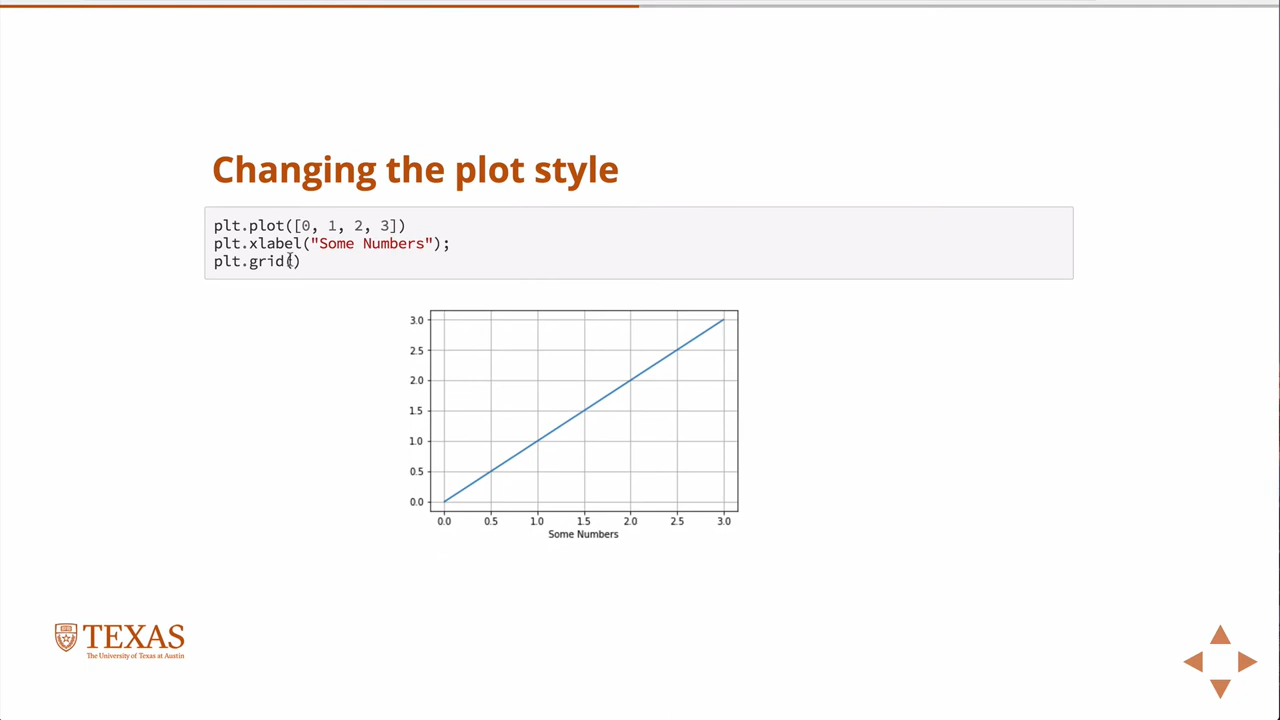 Changing the plot style
plt.plot([0, 1, 2, 3])
plt.xlabel("Some Numbers");
plt.grid()
3.0
2.5
2.0
1.5
1.0
0.5
0.0
0.0 0.5 1.0 1.5 2.0 2.5 3.0
Some Numbers
TEXAS
The University of Texas at Austin